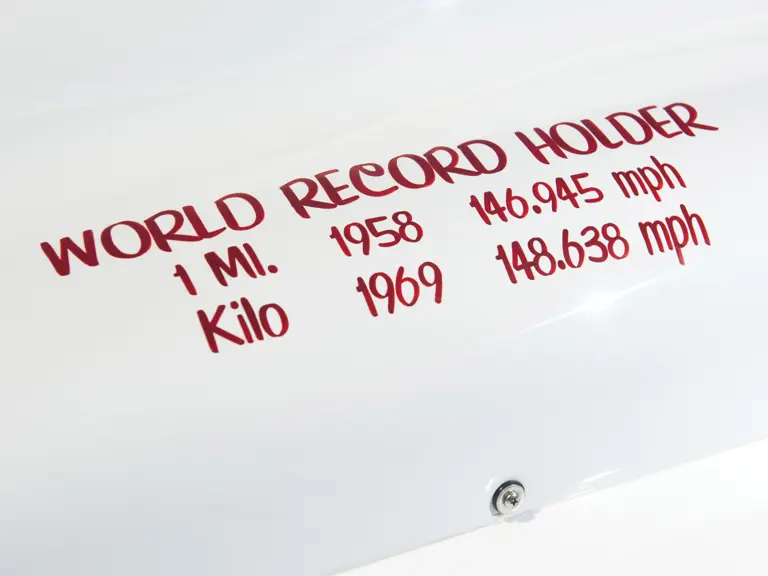 WORLD RECORD HOLDER
1 MI. 1958 146.945 mph
Kilo 1969 148.638 mph